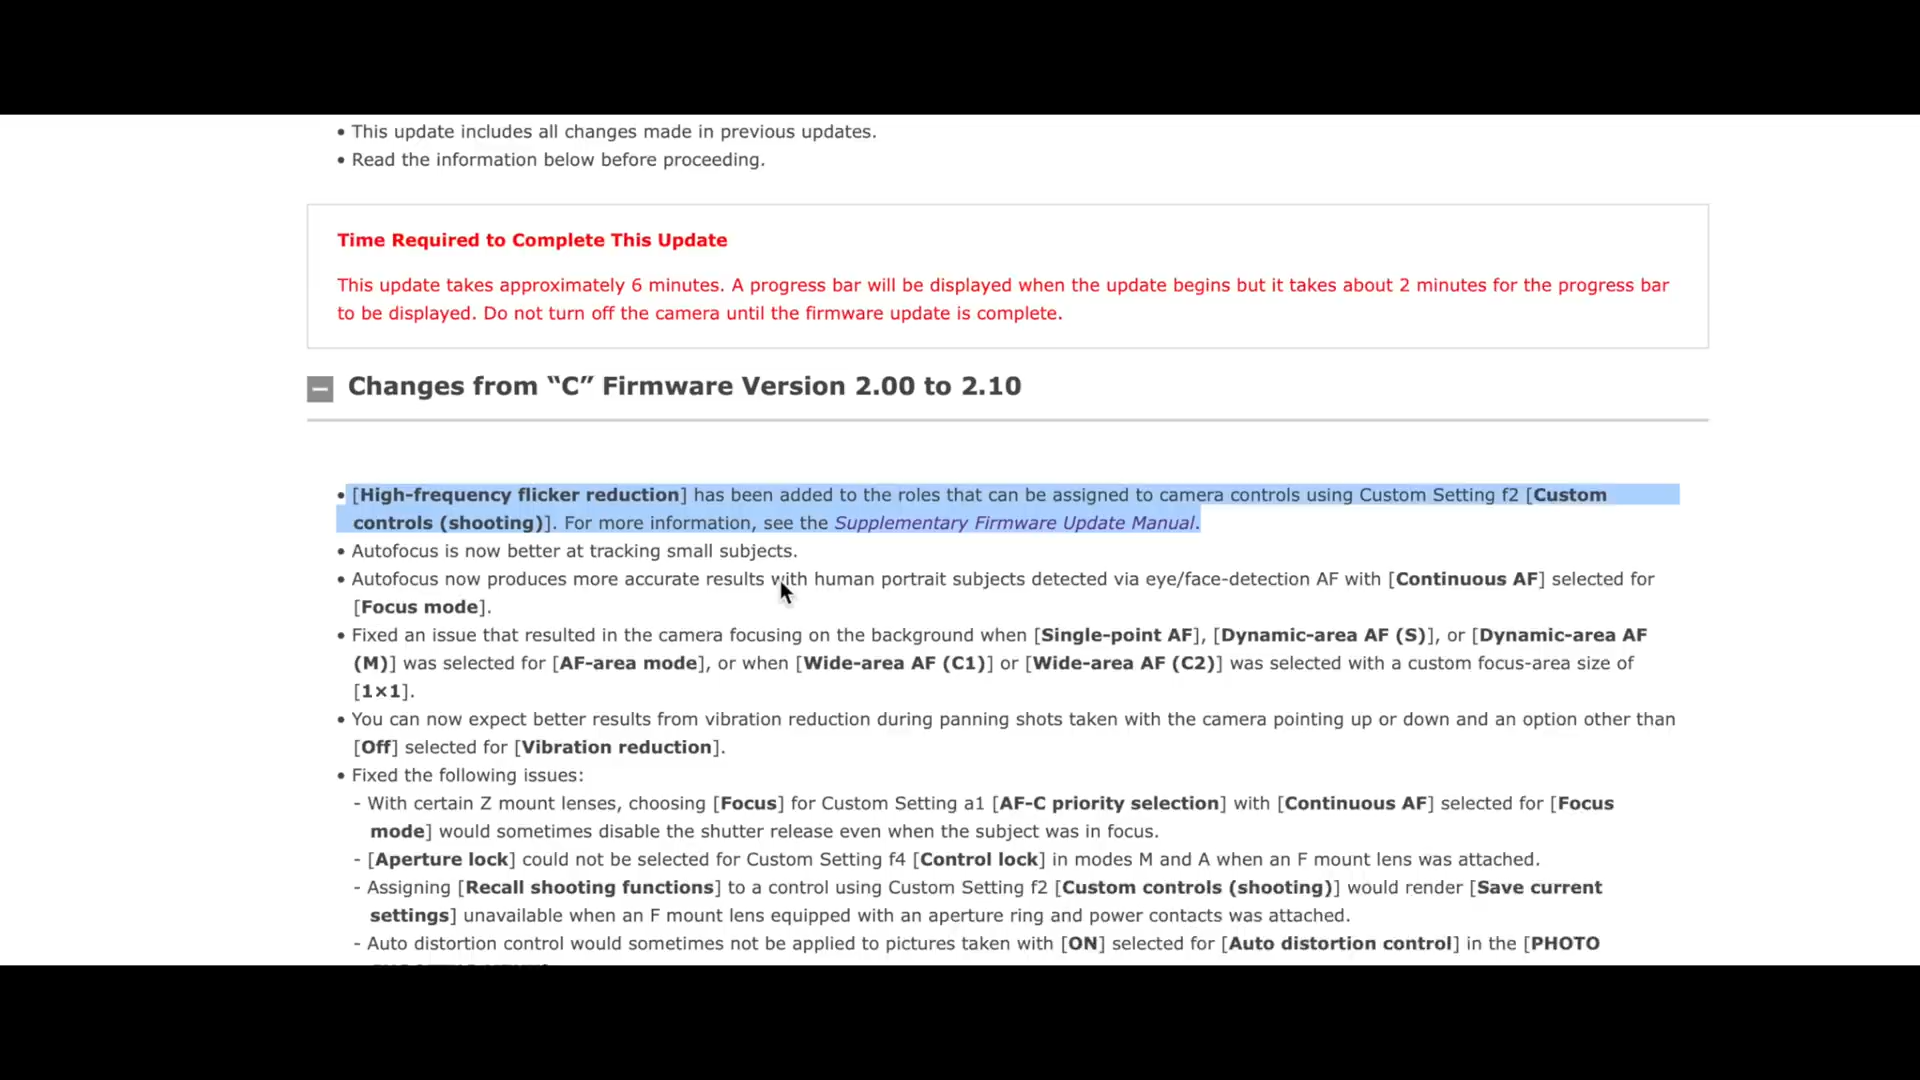 • This update includes all changes made in previous updates.
• Read the information below before proceeding.
Time Required to Complete This Update
This update takes approximately 6 minutes. A progress bar will be displayed when the update begins but it takes about 2 minutes for the progress bar
to be displayed. Do not turn off the camera until the firmware update is complete.
Changes from “C” Firmware Version 2.00 to 2.10
• [High-frequency flicker reduction] has been added to the roles that can be assigned to camera controls using Custom Setting f2 [Custom
controls (shooting)]. For more information, see the Supplementary Firmware Update Manual.
• Autofocus is now better at tracking small subjects.
• Autofocus now produces more accurate results with human portrait subjects detected via eye/face-detection AF with [Continuous AF] selected for
[Focus mode].
• Fixed an issue that resulted in the camera focusing on the background when [Single-point AF], [Dynamic-area AF (S)], or [Dynamic-area AF
(M)] was selected for [AF-area mode], or when [Wide-area AF (C1)] or [Wide-area AF (C2)] was selected with a custom focus-area size of
[1×1].
• You can now expect better results from vibration reduction during panning shots taken with the camera pointing up or down and an option other than
[Off] selected for [Vibration reduction].
• Fixed the following issues:
- With certain Z mount lenses, choosing [Focus] for Custom Setting a1 [AF-C priority selection] with [Continuous AF] selected for [Focus
mode] would sometimes disable the shutter release even when the subject was in focus.
- [Aperture lock] could not be selected for Custom Setting f4 [Control lock] in modes M and A when an F mount lens was attached.
- Assigning [Recall shooting functions] to a control using Custom Setting f2 [Custom controls (shooting)] would render [Save current
settings] unavailable when an F mount lens equipped with an aperture ring and power contacts was attached.
- Auto distortion control would sometimes not be applied to pictures taken with [ON] selected for [Auto distortion control] in the [PHOTO